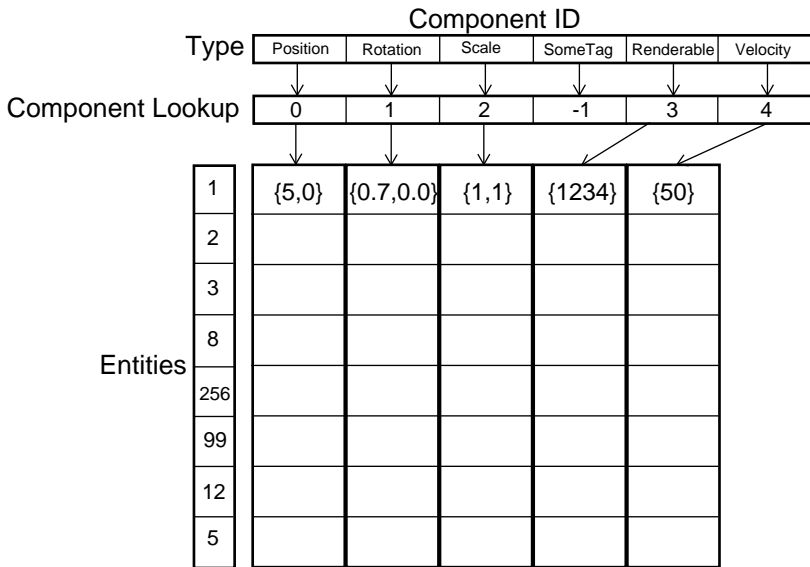 Component ID
Type Position Rotation Scale SomeTag Renderable Velocity
Component Lookup 0 1 2 -1 3 4
1 {5,0} {0.7,0.0} {1,1} {1234} {50}
2
3
8
Entities
256
99
12
5